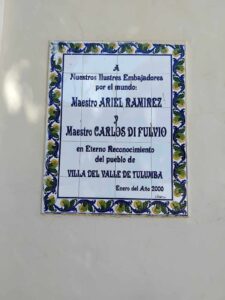 A
Nuestros Ilustres Embajadores
por el mundo:
Maestro ARIEL RAMIREZ
y
Maestro CARLOS DI FULVIO
en Eterno Reconocimiento
del pueblo de
VILLA DEL VALLE DE TULUMBA
Enero del Año 2000